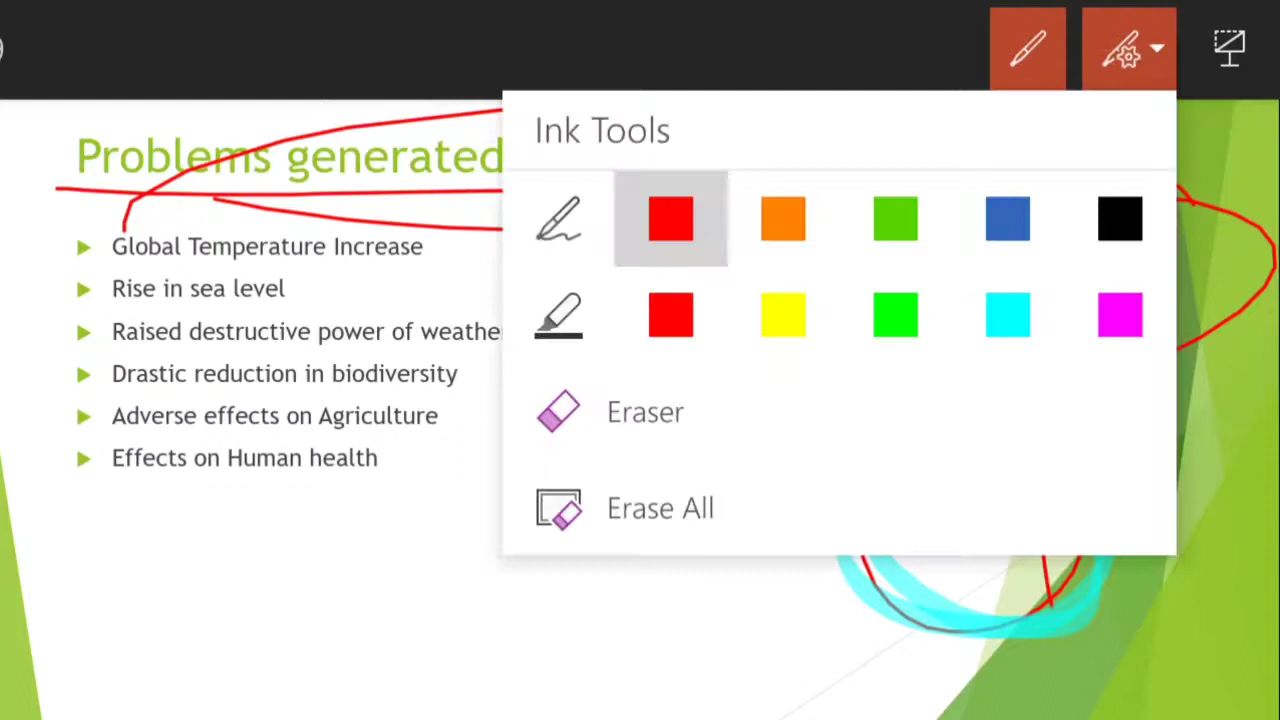 Ink Tools
Problems generated
Global Temperature Increase
Rise in sea level
Raised destructive power of weathe
Drastic reduction in biodiversity
Adverse effects on Agriculture
Effects on Human health
Eraser
Erase All